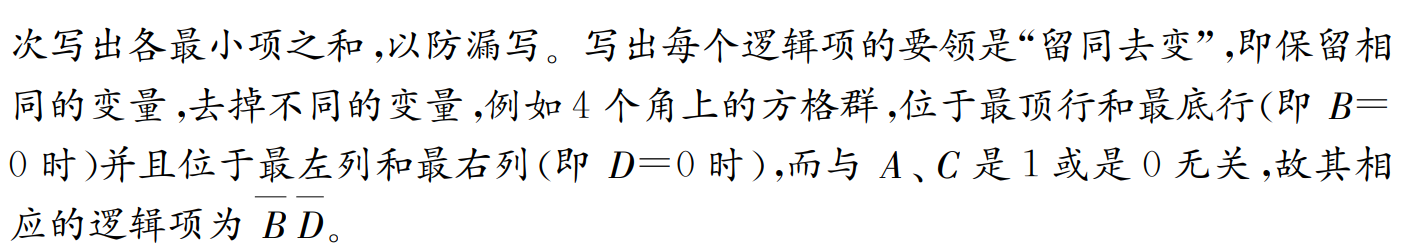 次写出各最小项之和,以防漏写。写出每个逻辑项的要领是“留同去变”,即保留相
同的变量,去掉不同的变量,例如 4 个角上的方格群,位于最顶行和最底行(即 B=
0 时)并且位于最左列和最右列(即 D=0 时),而与 A、C 是 1 或是 0 无关,故其相
应的逻辑项为 B̅ D̅。